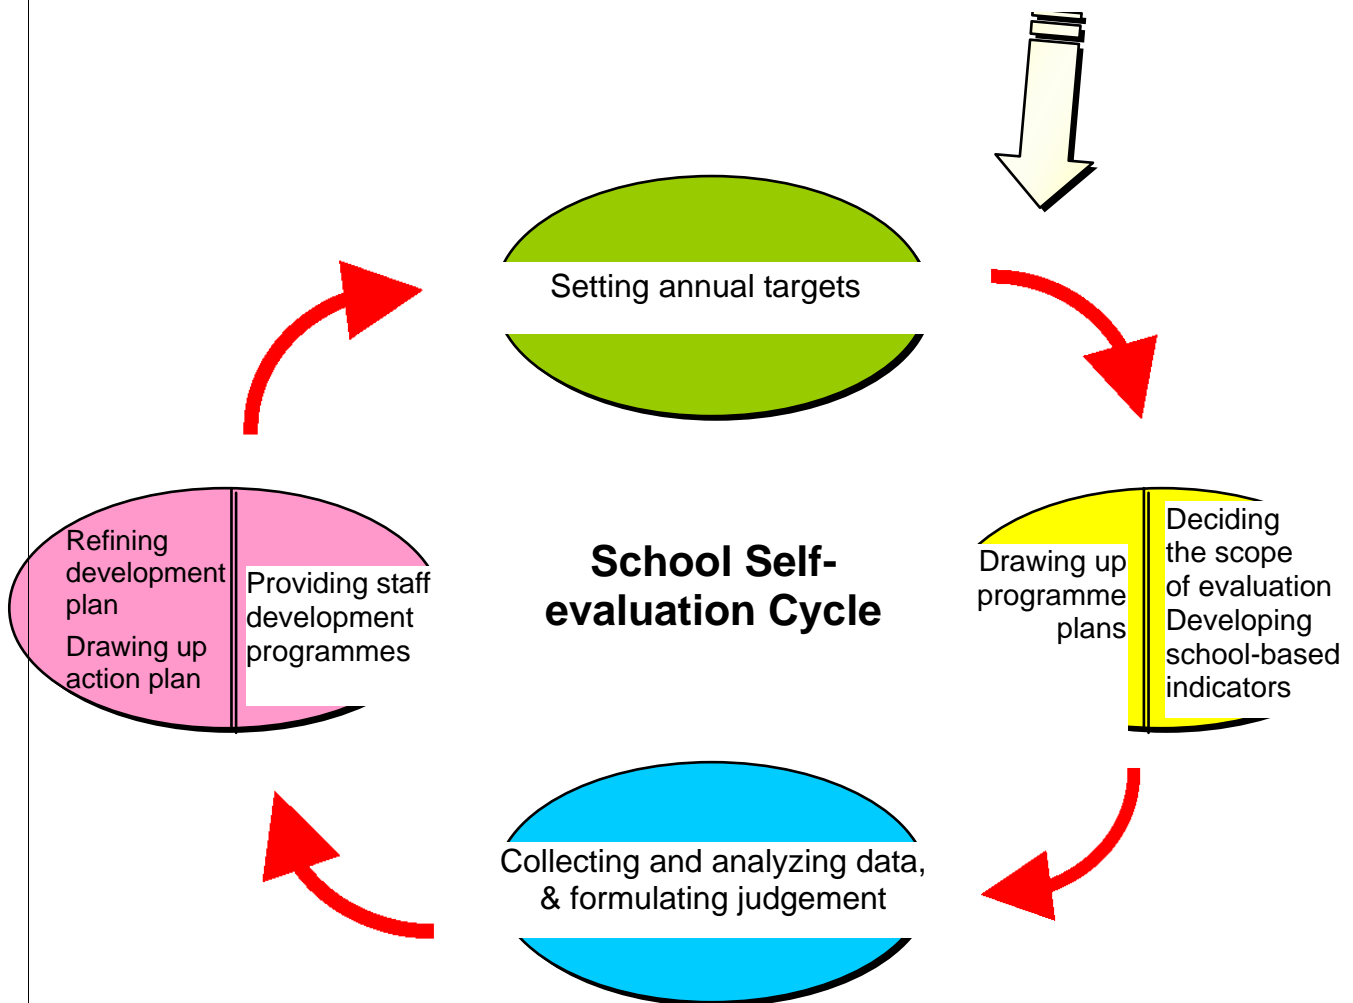 Setting annual targets
Refining
development
plan
Drawing up
action plan
Providing staff
development
programmes
School Self-
evaluation Cycle
Drawing up
programme
plans
Deciding
the scope
of evaluation
Developing
school-based
indicators
Collecting and analyzing data,
& formulating judgement